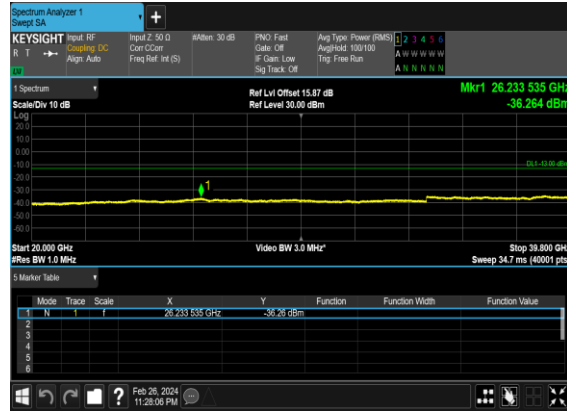 Spectrum Analyzer 1
Swept SA
+
KEYSIGHT
R T
Input: RF
Coupling: DC
Align: Auto
Input Z: 50 Ω
Corr CCorr
Freq Ref: Int (S)
#Atten: 30 dB
PNO: Fast
Gate: Off
IF Gain: Low
Sig Track: Off
Avg Type: Power (RMS)
Avg|Hold: 100/100
Trig: Free Run
1 2 3 4 5 6
A W W W W W
A N N N N N
1 Spectrum
Scale/Div 10 dB
Ref Lvl Offset 15.87 dB
Ref Level 30.00 dBm
Mkr1 26.233 535 GHz
-36.264 dBm
Log
20.0
10.0
0.00
-10.0
-20.0
-30.0
-40.0
-50.0
-60.0
DL1 -13.00 dBm
1
Start 20.000 GHz
#Res BW 1.0 MHz
Video BW 3.0 MHz*
Stop 39.800 GHz
Sweep 34.7 ms (40001 pts)
5 Marker Table
Mode Trace Scale X Y Function Function Width Function Value
1 N 1 f 26.233 535 GHz -36.26 dBm
2
3
4
5
6
?
Feb 26, 2024
11:28:06 PM